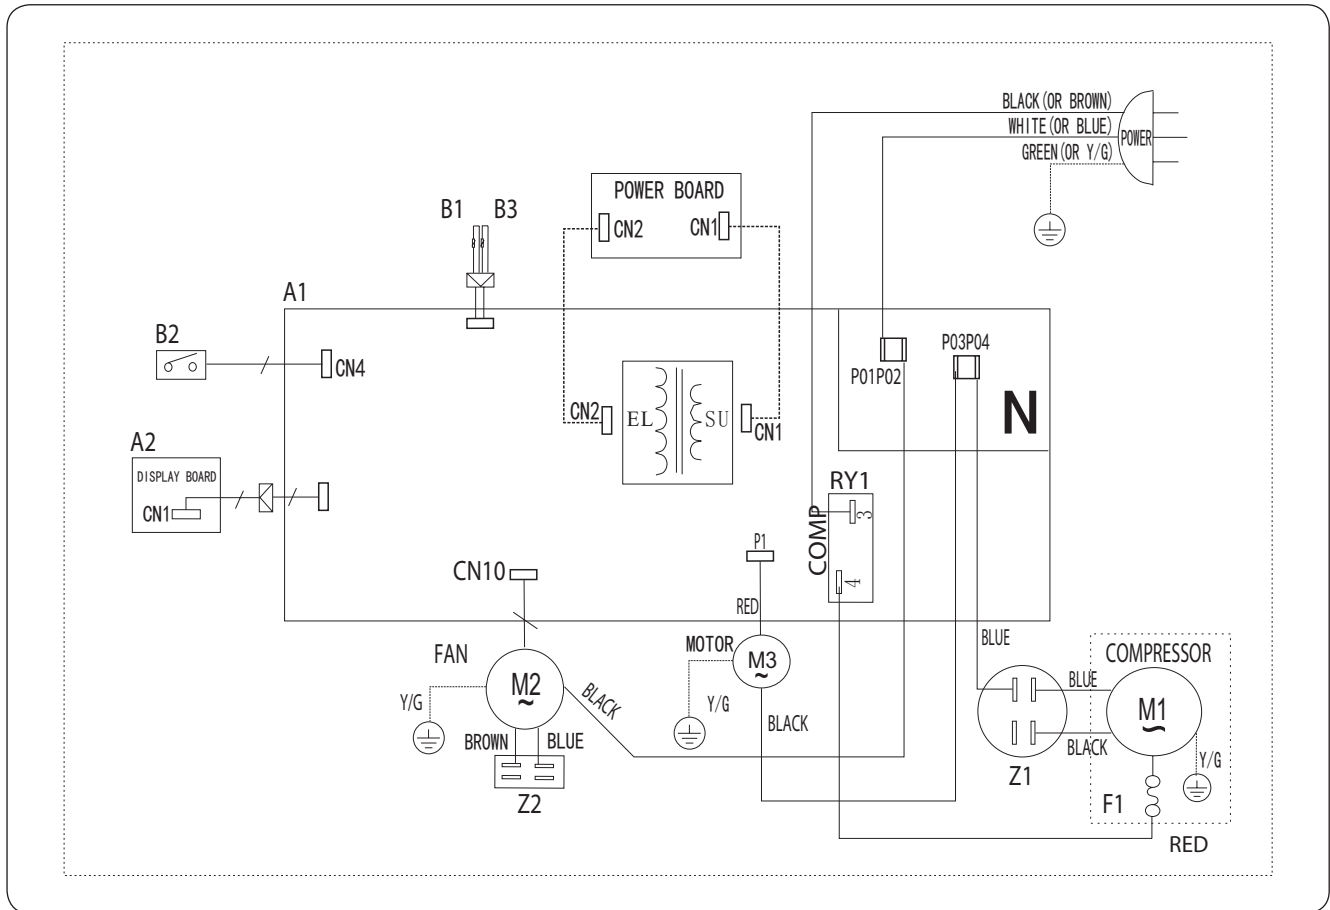 BLACK(OR BROWN)
WHITE(OR BLUE)
POWER
GREEN(OR Y/G)
POWER BOARD
B1 B3
CN2 CN1
A1
B2
CN4
P03P04
P01P02
N
CN2 EL SU CN1
A2
DISPLAY BOARD
CN1
RY1
COMP
3
4
P1
CN10
RED
BLUE
FAN
MOTOR
M3
~
COMPRESSOR
M2
~
BLACK
Y/G
Y/G
BLACK
BLUE
M1
~
BLACK
BROWN BLUE
Y/G
Z1
Z2
F1
RED